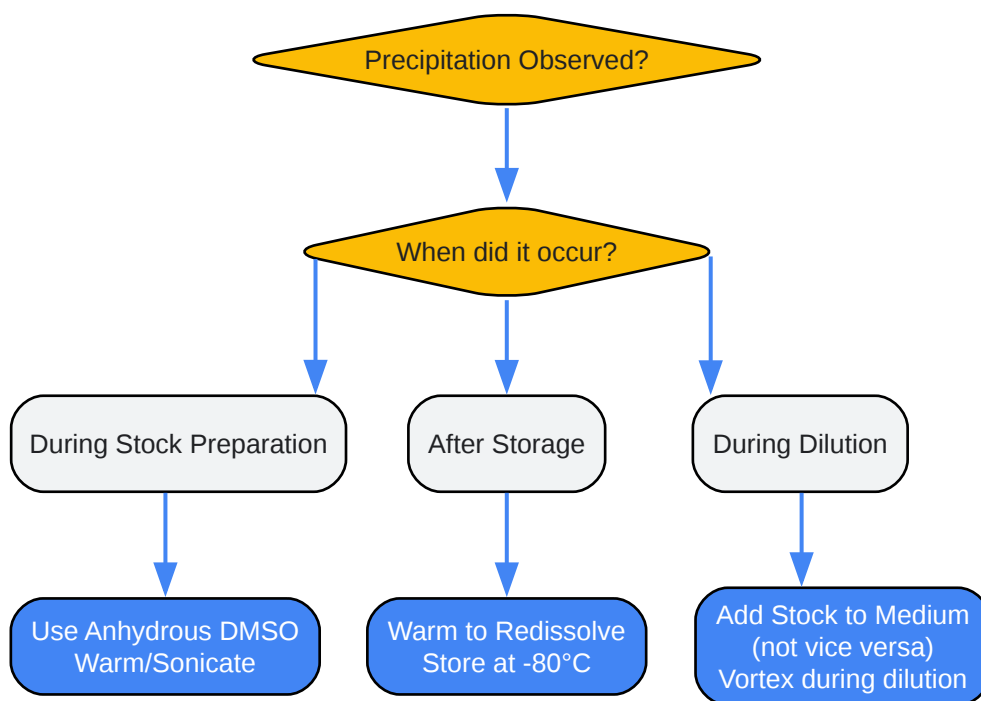 Precipitation Observed?
When did it occur?
During Stock Preparation
After Storage
During Dilution
Use Anhydrous DMSO
Warm/Sonicate
Warm to Redissolve
Store at -80°C
Add Stock to Medium
(not vice versa)
Vortex during dilution